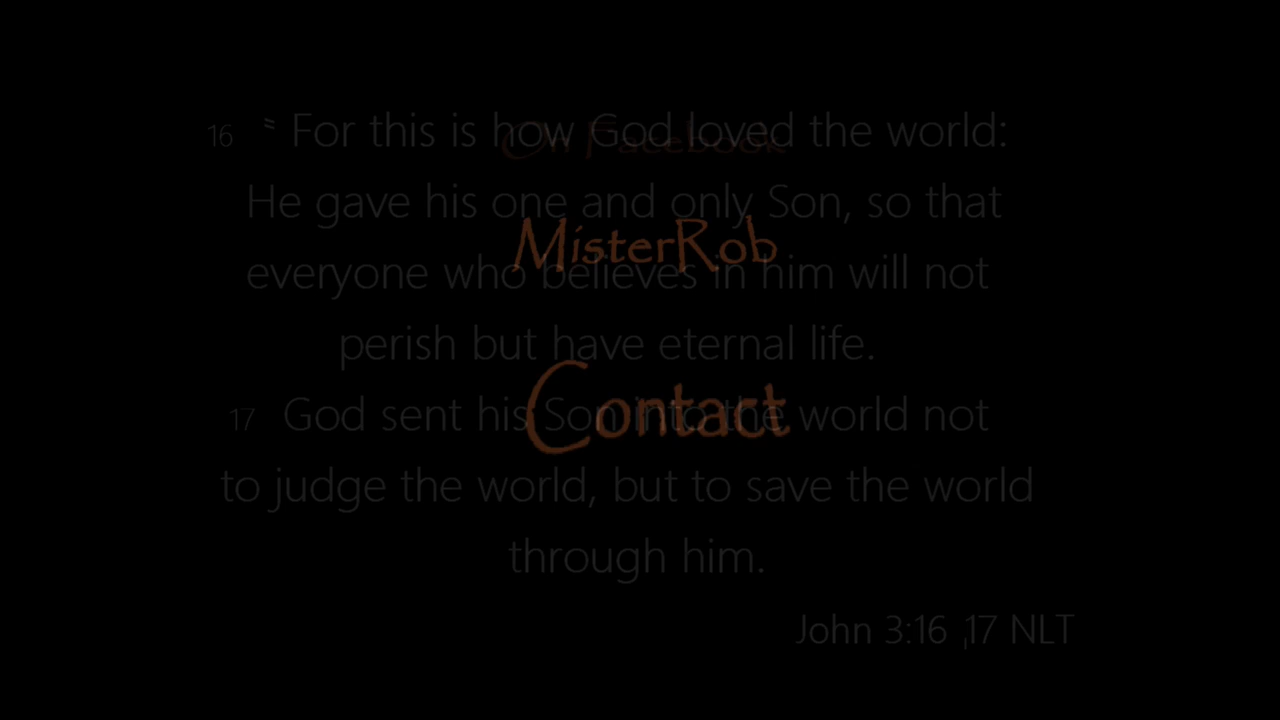 16 “For this is how God loved the world:
On Facebook
He gave his one and only Son, so that
MisterRob
everyone who believes in him will not
perish but have eternal life.
Contact
17 God sent his Son into the world not
to judge the world, but to save the world
through him.
John 3:16 ,17 NLT